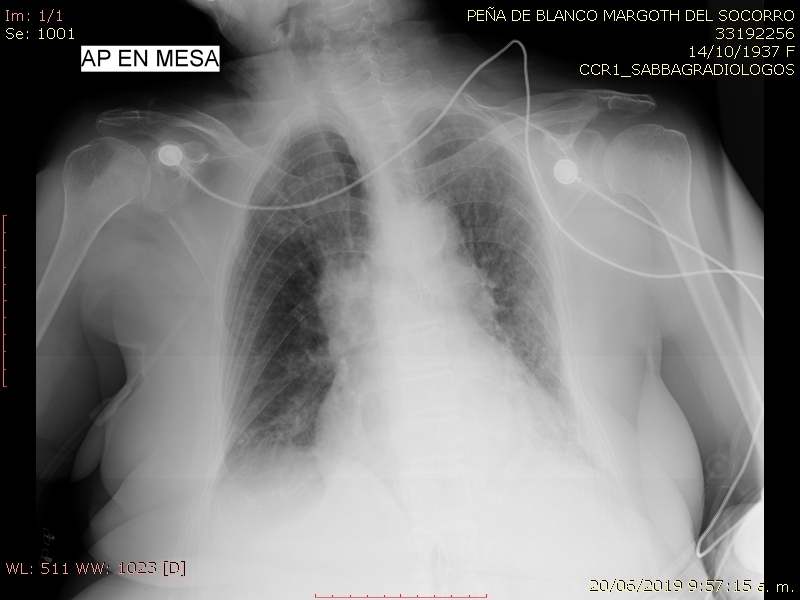 Im: 1/1
Se: 1001
AP EN MESA
PEÑA DE BLANCO MARGOTH DEL SOCORRO
33192256
14/10/1937 F
CCR1_SABBAGRADIOLOGOS
WL: 511 WW: 1023 [D]
20/06/2019 9:57:15 a. m.